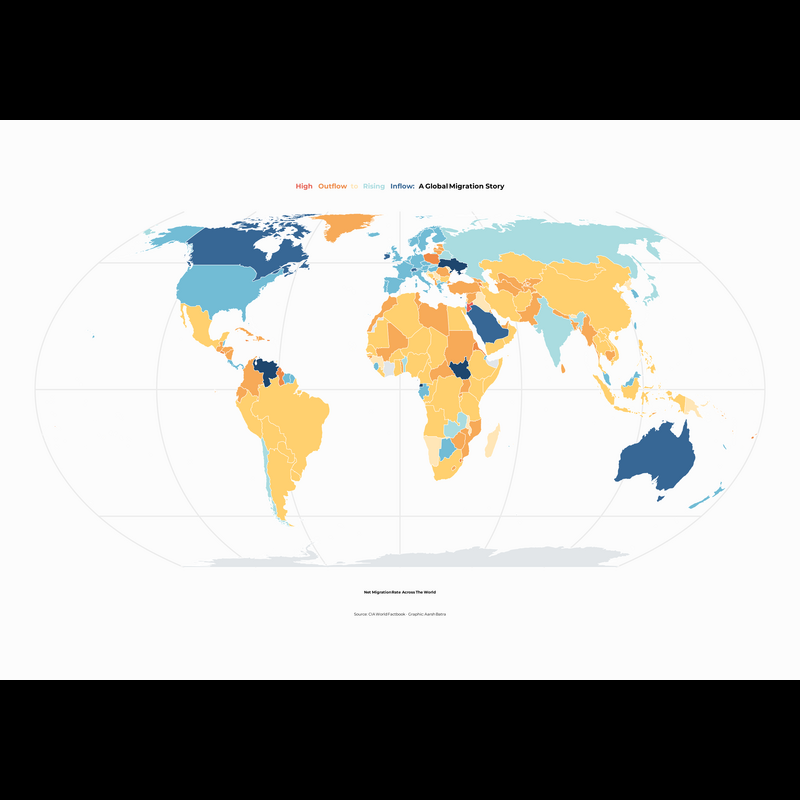 High Outflow to Rising Inflow: A Global Migration Story
Net Migration Rate Across The World
Source: CIA World Factbook · Graphic: Aarsh Batra